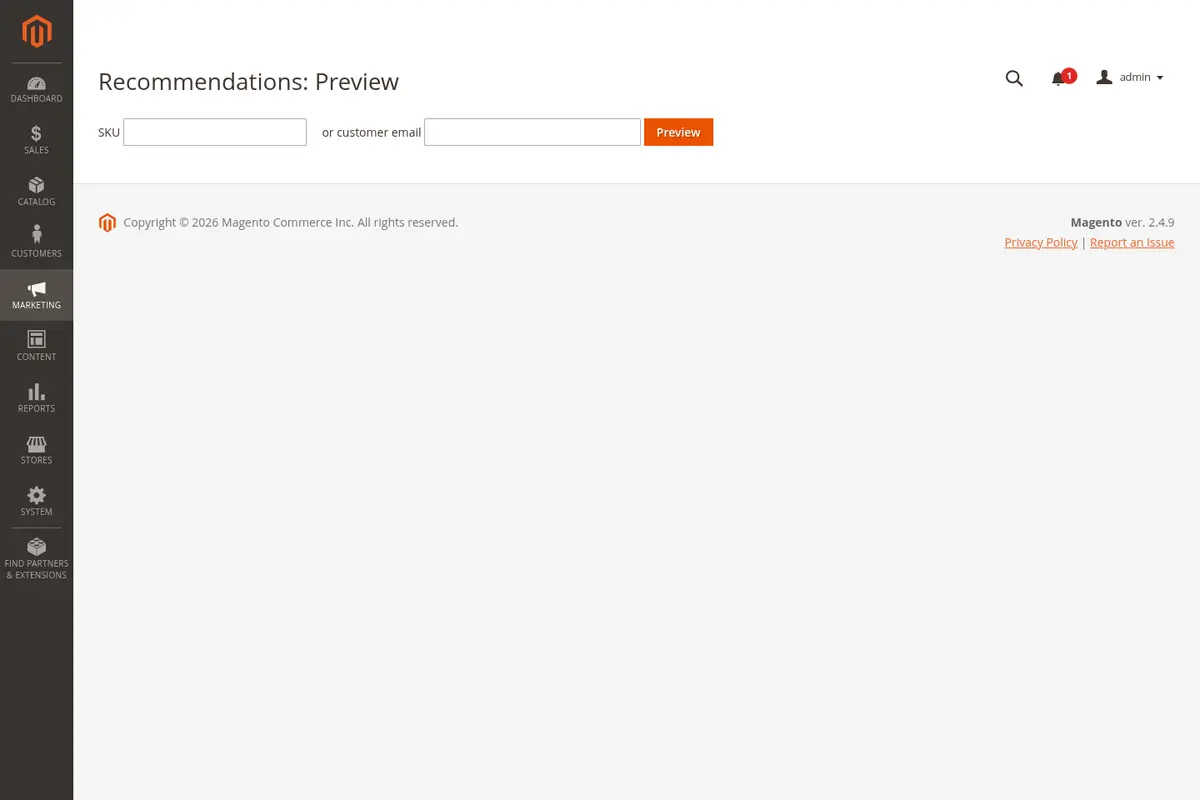 DASHBOARD
SALES
CATALOG
CUSTOMERS
MARKETING
CONTENT
REPORTS
STORES
SYSTEM
FIND PARTNERS
& EXTENSIONS
Recommendations: Preview
1
admin
SKU
or customer email
Preview
Copyright © 2026 Magento Commerce Inc. All rights reserved.
Magento ver. 2.4.9
Privacy Policy | Report an Issue